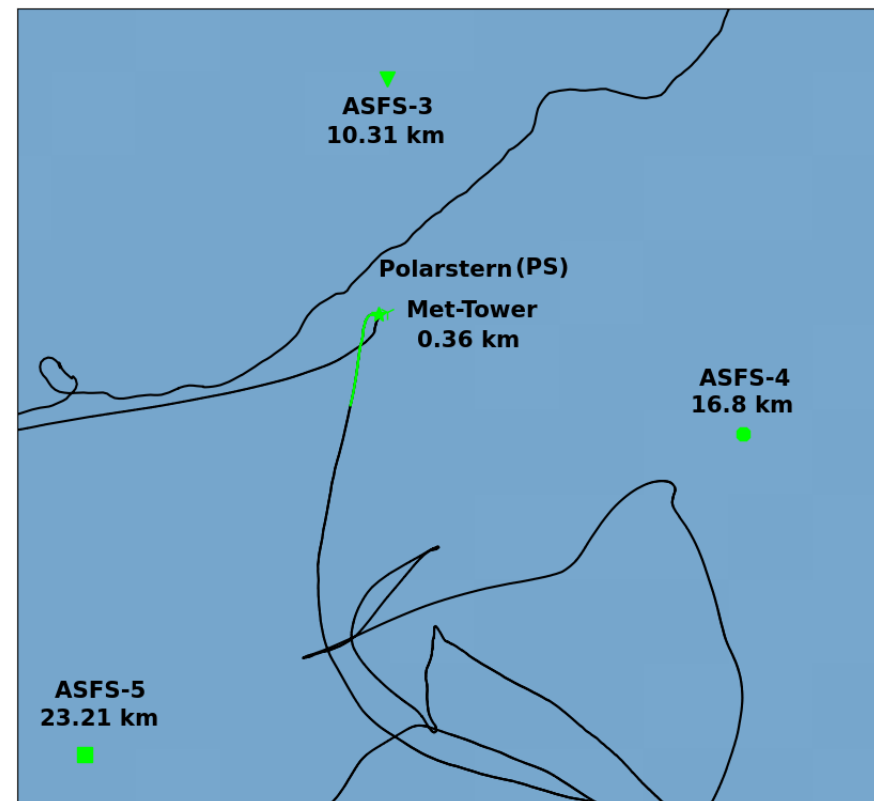 ASFS-3
10.31 km
Polarstern (PS)
Met-Tower
0.36 km
ASFS-4
16.8 km
ASFS-5
23.21 km